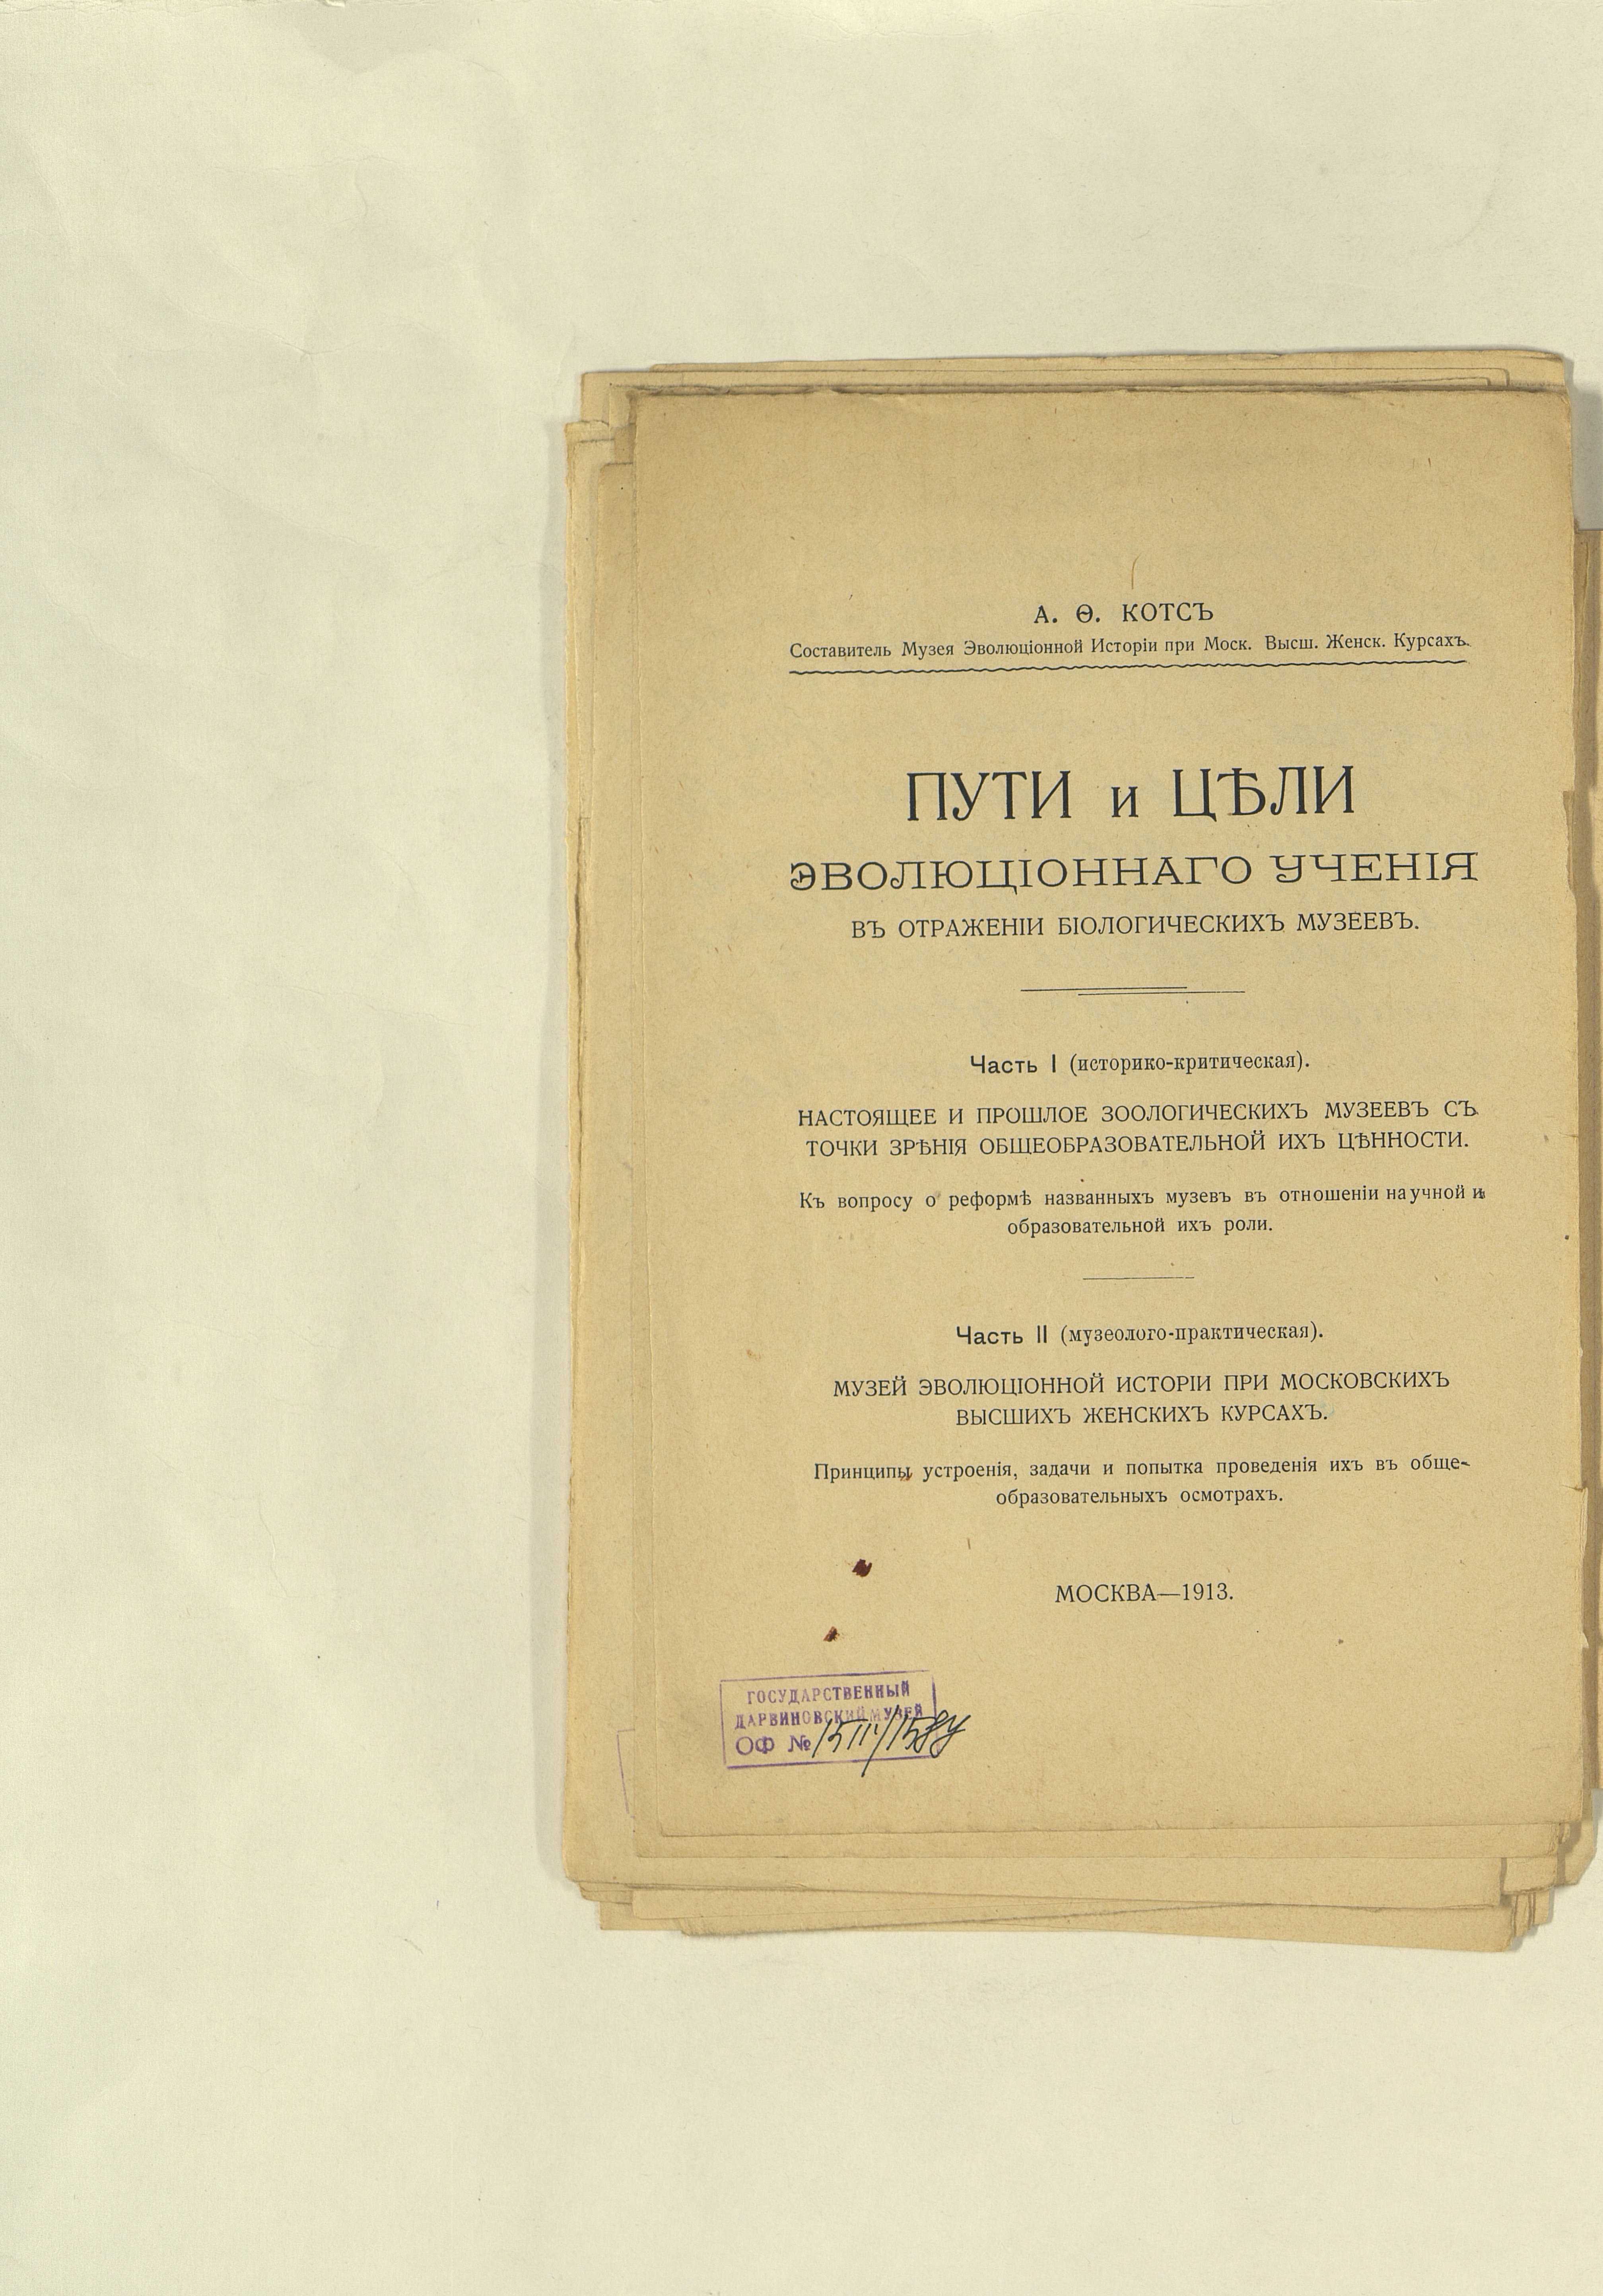 А. Ѳ. КОТСЪ
Составитель Музея Эволюціонной Исторіи при Моск. Высш. Женск. Курсахъ.
ПУТИ и ЦѢЛИ
ЭВОЛЮЦІОННАГО УЧЕНІЯ
ВЪ ОТРАЖЕНІИ БІОЛОГИЧЕСКИХЪ МУЗЕЕВЪ.
Часть I (историко-критическая).
НАСТОЯЩЕЕ И ПРОШЛОЕ ЗООЛОГИЧЕСКИХЪ МУЗЕЕВЪ СЪ
ТОЧКИ ЗРѢНІЯ ОБЩЕОБРАЗОВАТЕЛЬНОЙ ИХЪ ЦѢННОСТИ.
Къ вопросу о реформѣ названныхъ музевъ въ отношеніи научной и
образовательной ихъ роли.
Часть II (музеолого-практическая).
МУЗЕЙ ЭВОЛЮЦІОННОЙ ИСТОРІИ ПРИ МОСКОВСКИХЪ
ВЫСШИХЪ ЖЕНСКИХЪ КУРСАХЪ.
Принципы устроенія, задачи и попытка проведенія ихъ въ обще-
образовательныхъ осмотрахъ.
МОСКВА—1913.
ГОСУДАРСТВЕННЫЙ
ДАРВИНОВСКИЙ МУЗЕЙ
ОФ №